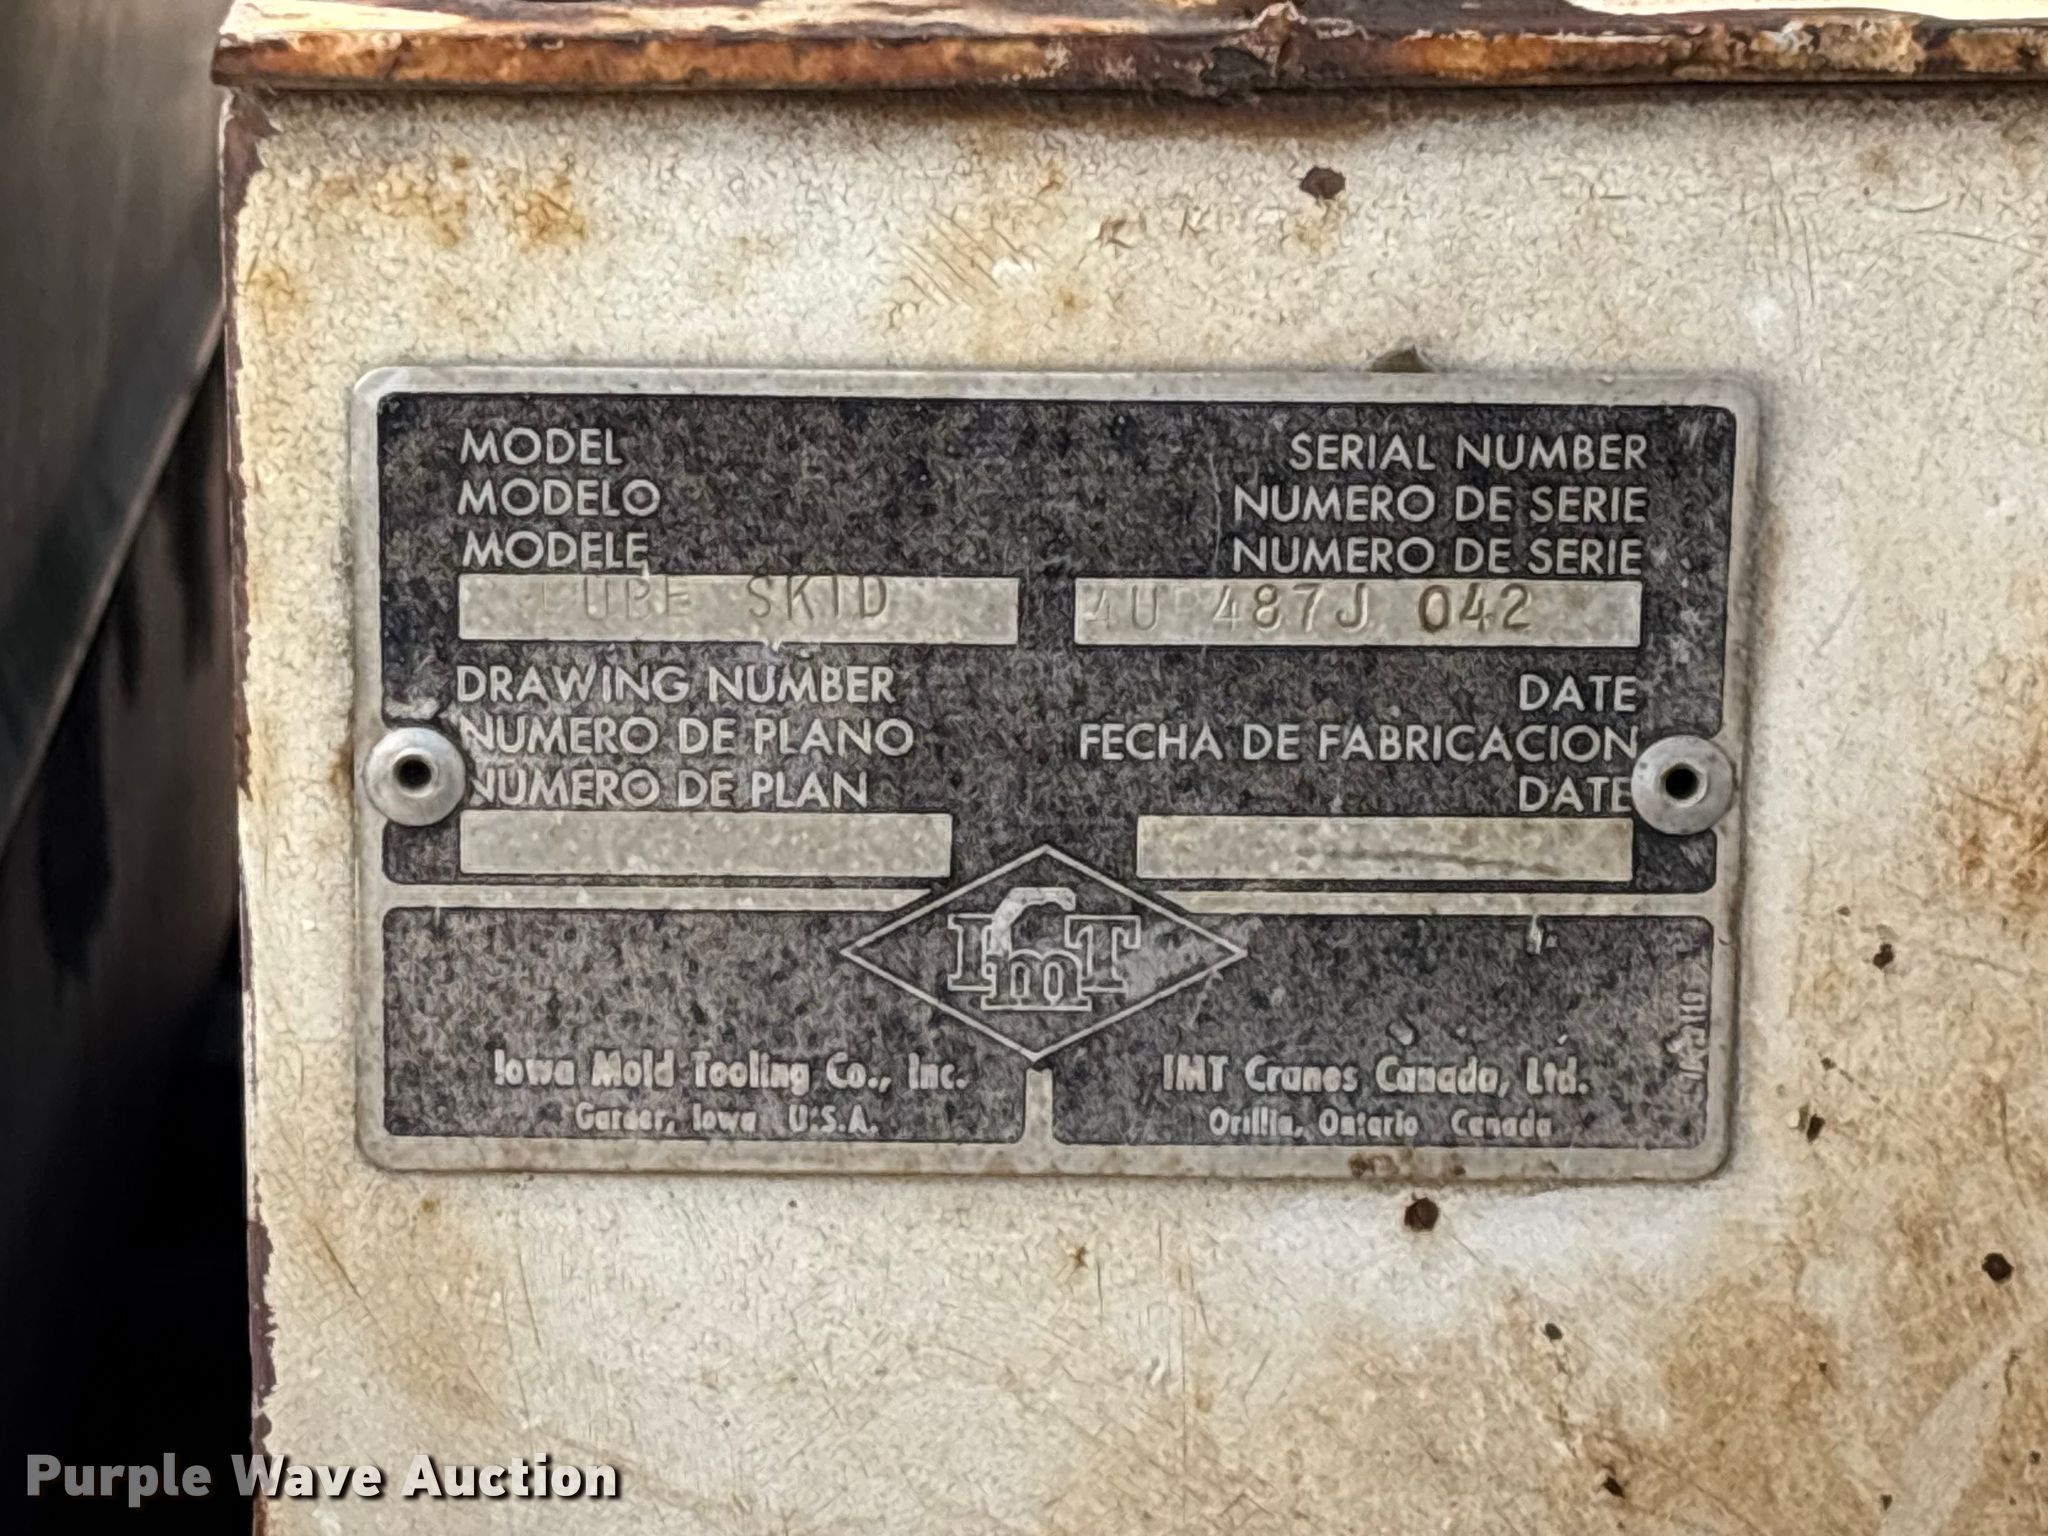 MODEL
MODELO
MODELE
LUBE SKID
SERIAL NUMBER
NUMERO DE SERIE
NUMERO DE SERIE
487J 042
DRAWING NUMBER
NUMERO DE PLANO
NUMERO DE PLAN
DATE
FECHA DE FABRICACION
DATE
IMT
Iowa Mold Tooling Co., Inc.
Garner, Iowa U.S.A.
IMT Cranes Canada, Ltd.
Orillia, Ontario Canada
Purple Wave Auction